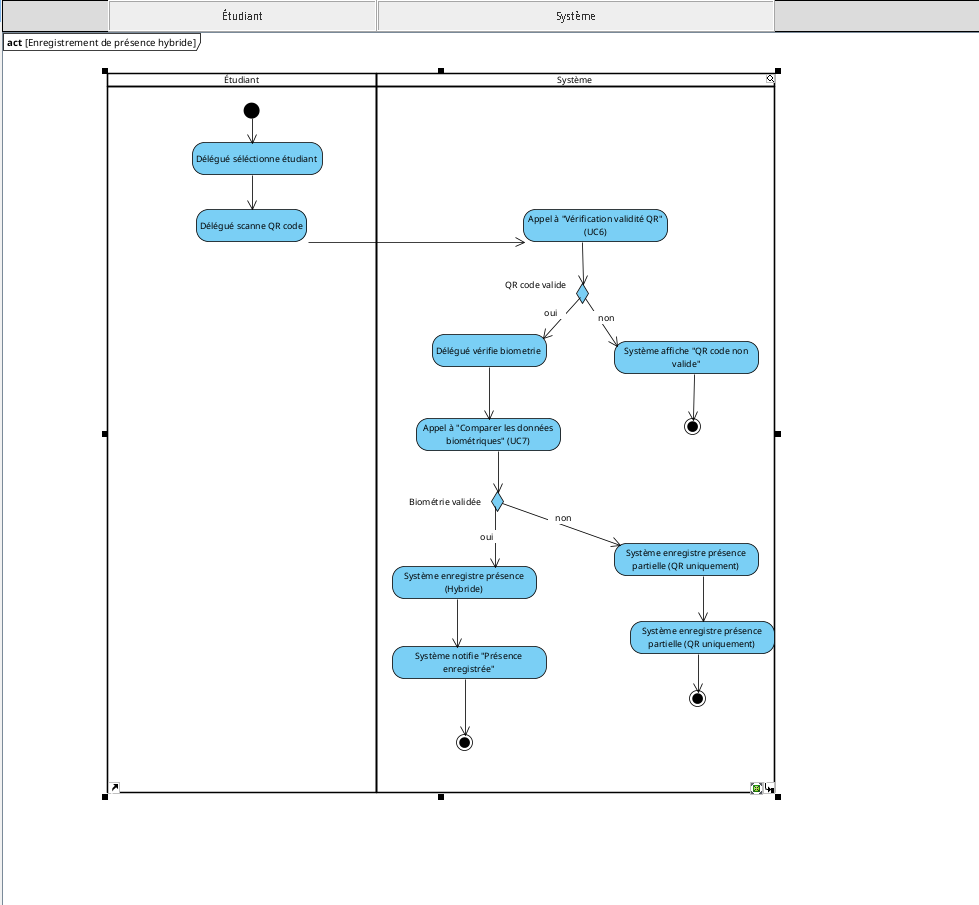 Étudiant
Système
act [Enregistrement de présence hybride]
Étudiant
Système
Délégué séléctionne étudiant
Délégué scanne QR code
Appel à "Vérification validité QR"
(UC6)
QR code valide
oui
non
Délégué vérifie biometrie
Système affiche "QR code non
valide"
Appel à "Comparer les données
biométriques" (UC7)
Biométrie validée
non
oui
Système enregistre présence
partielle (QR uniquement)
Système enregistre présence
(Hybride)
Système enregistre présence
partielle (QR uniquement)
Système notifie "Présence
enregistrée"